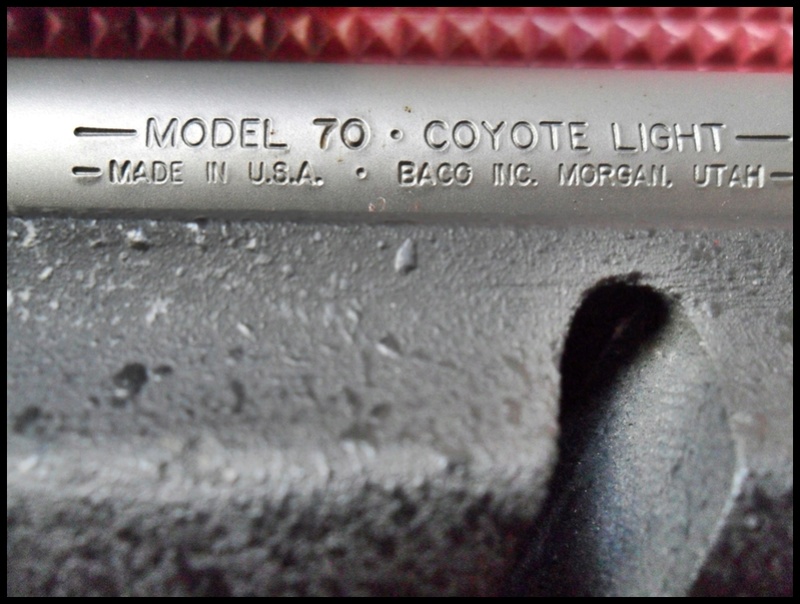 MODEL 70 • COYOTE LIGHT
MADE IN U.S.A. • BACO INC. MORGAN, UTAH